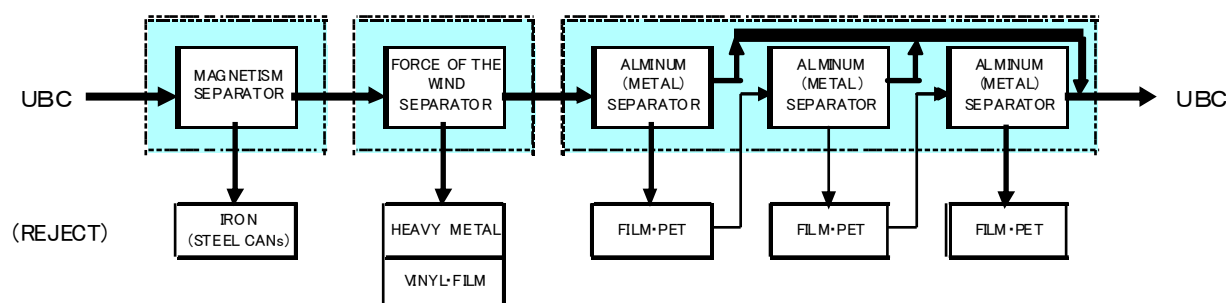 UBC
MAGNETISM
SEPARATOR
FORCE OF THE
WIND
SEPARATOR
ALMINUM
(METAL)
SEPARATOR
ALMINUM
(METAL)
SEPARATOR
ALMINUM
(METAL)
SEPARATOR
UBC
(REJECT)
IRON
(STEEL CANs)
HEAVY METAL
VINYL・FILM
FILM・PET
FILM・PET
FILM・PET